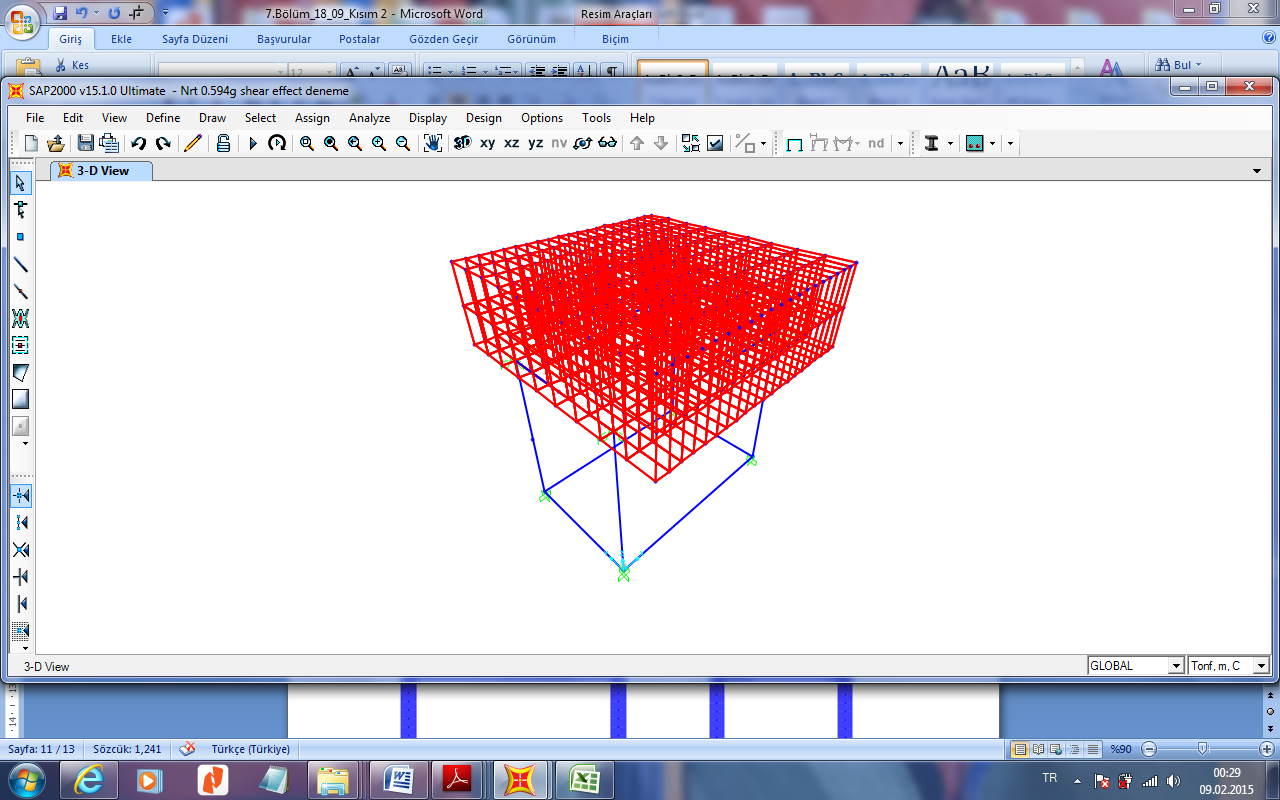 7.Bölüm_18_09_Kısım 2 - Microsoft Word
Resim Araçları
Giriş Ekle Sayfa Düzeni Başvurular Postalar Gözden Geçir Görünüm Biçim
Kes
12
Bul
SAP2000 v15.1.0 Ultimate - Nrt 0.594g shear effect deneme
File Edit View Define Draw Select Assign Analyze Display Design Options Tools Help
3D xy xz yz nv nd
3-D View
3-D View
GLOBAL
Tonf, m, C
Sayfa: 11 / 13 Sözcük: 1,241 Türkçe (Türkiye) %90
TR
00:29
09.02.2015